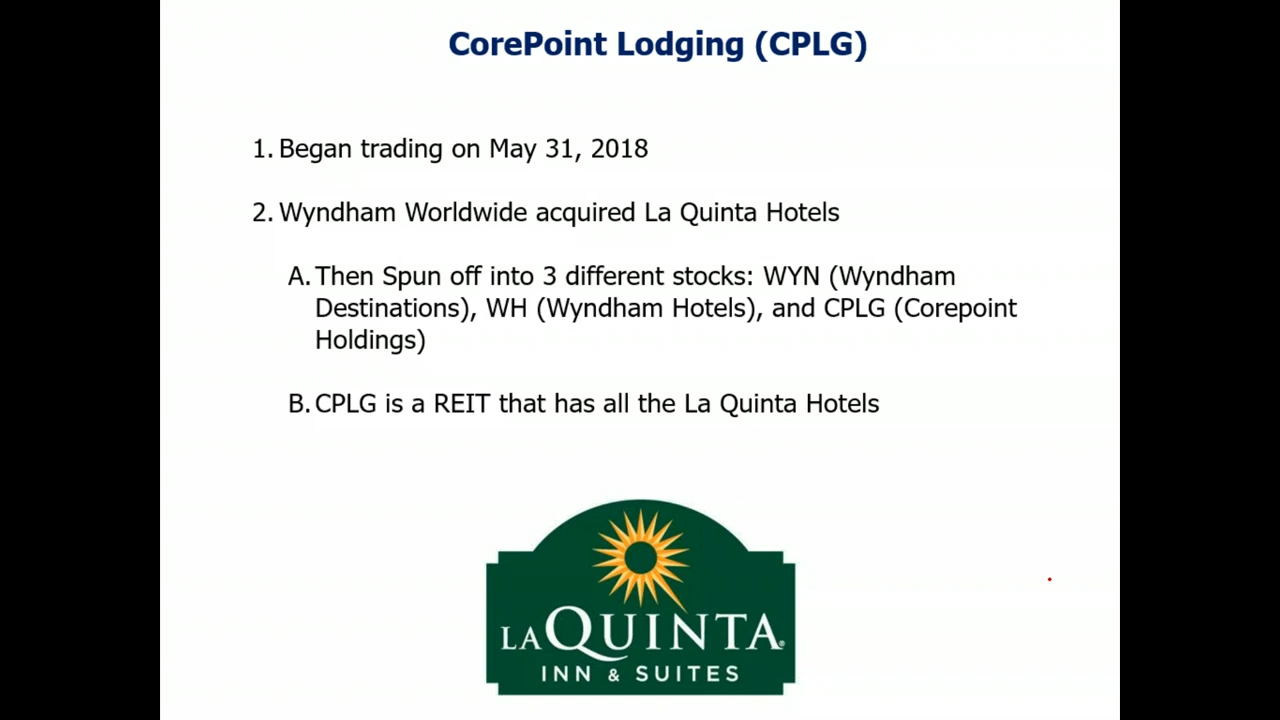 CorePoint Lodging (CPLG)
1. Began trading on May 31, 2018
2. Wyndham Worldwide acquired La Quinta Hotels
A. Then Spun off into 3 different stocks: WYN (Wyndham
Destinations), WH (Wyndham Hotels), and CPLG (Corepoint
Holdings)
B. CPLG is a REIT that has all the La Quinta Hotels
LA QUINTA®
INN & SUITES